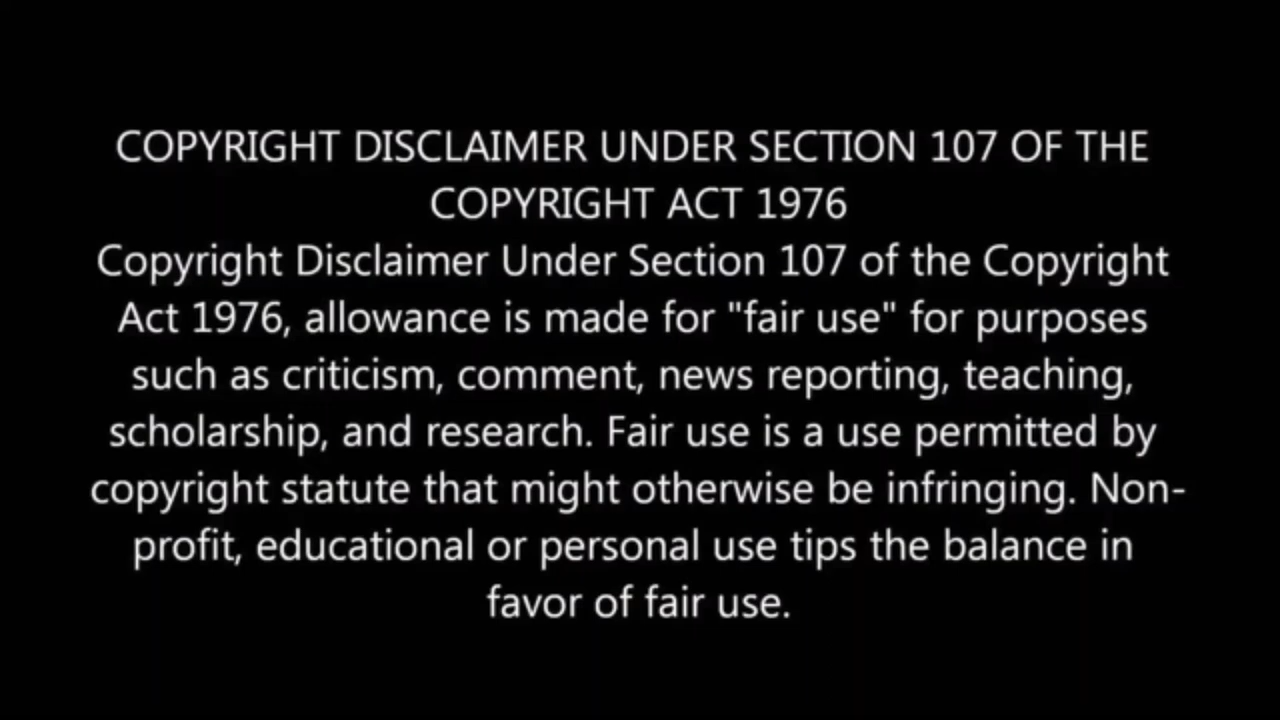 COPYRIGHT DISCLAIMER UNDER SECTION 107 OF THE
COPYRIGHT ACT 1976
Copyright Disclaimer Under Section 107 of the Copyright
Act 1976, allowance is made for "fair use" for purposes
such as criticism, comment, news reporting, teaching,
scholarship, and research. Fair use is a use permitted by
copyright statute that might otherwise be infringing. Non-
profit, educational or personal use tips the balance in
favor of fair use.